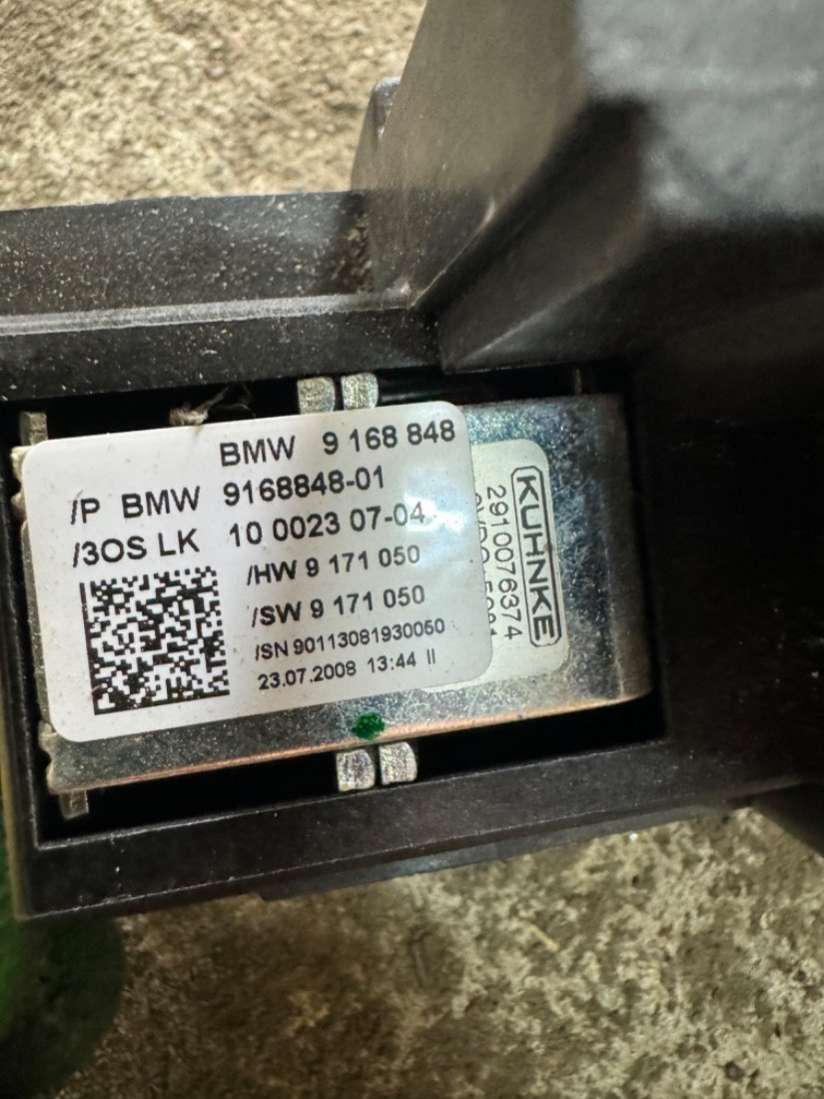 BMW 9 168 848
/P BMW 9168848-01
/3OS LK 10 0023 07-04
/HW 9 171 050
/SW 9 171 050
/SN 90113081930050
23.07.2008 13:44 II
KUHNKE
2910076374